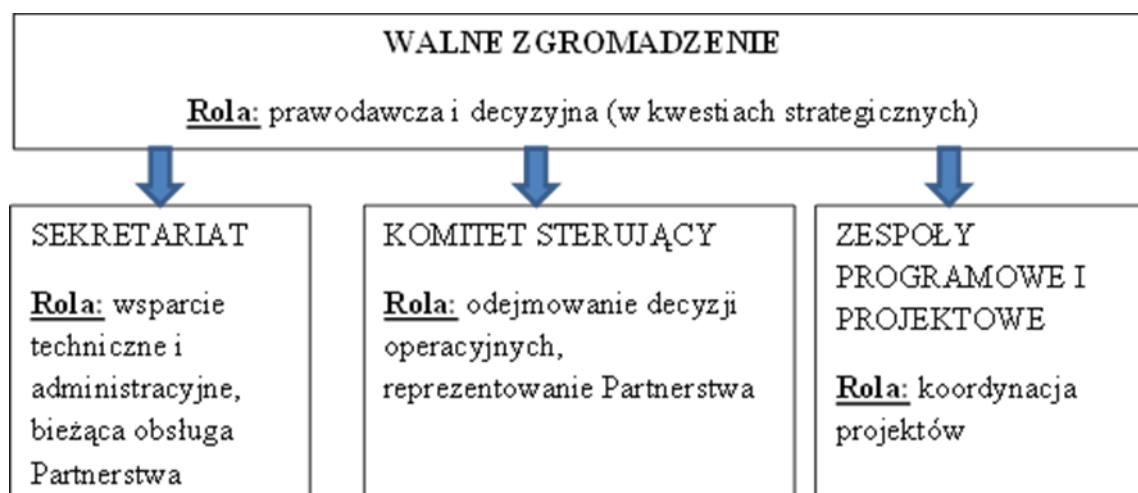 WALNE ZGROMADZENIE
Rola: prawodawcza i decyzyjna (w kwestiach strategicznych)
SEKRETARIAT
Rola: wsparcie
techniczne i
administracyjne,
bieżąca obsługa
Partnerstwa
KOMITET STERUJĄCY
Rola: odejmowanie decyzji
operacyjnych,
reprezentowanie Partnerstwa
ZESPOŁY
PROGRAMOWE I
PROJEKTOWE
Rola: koordynacja
projektów